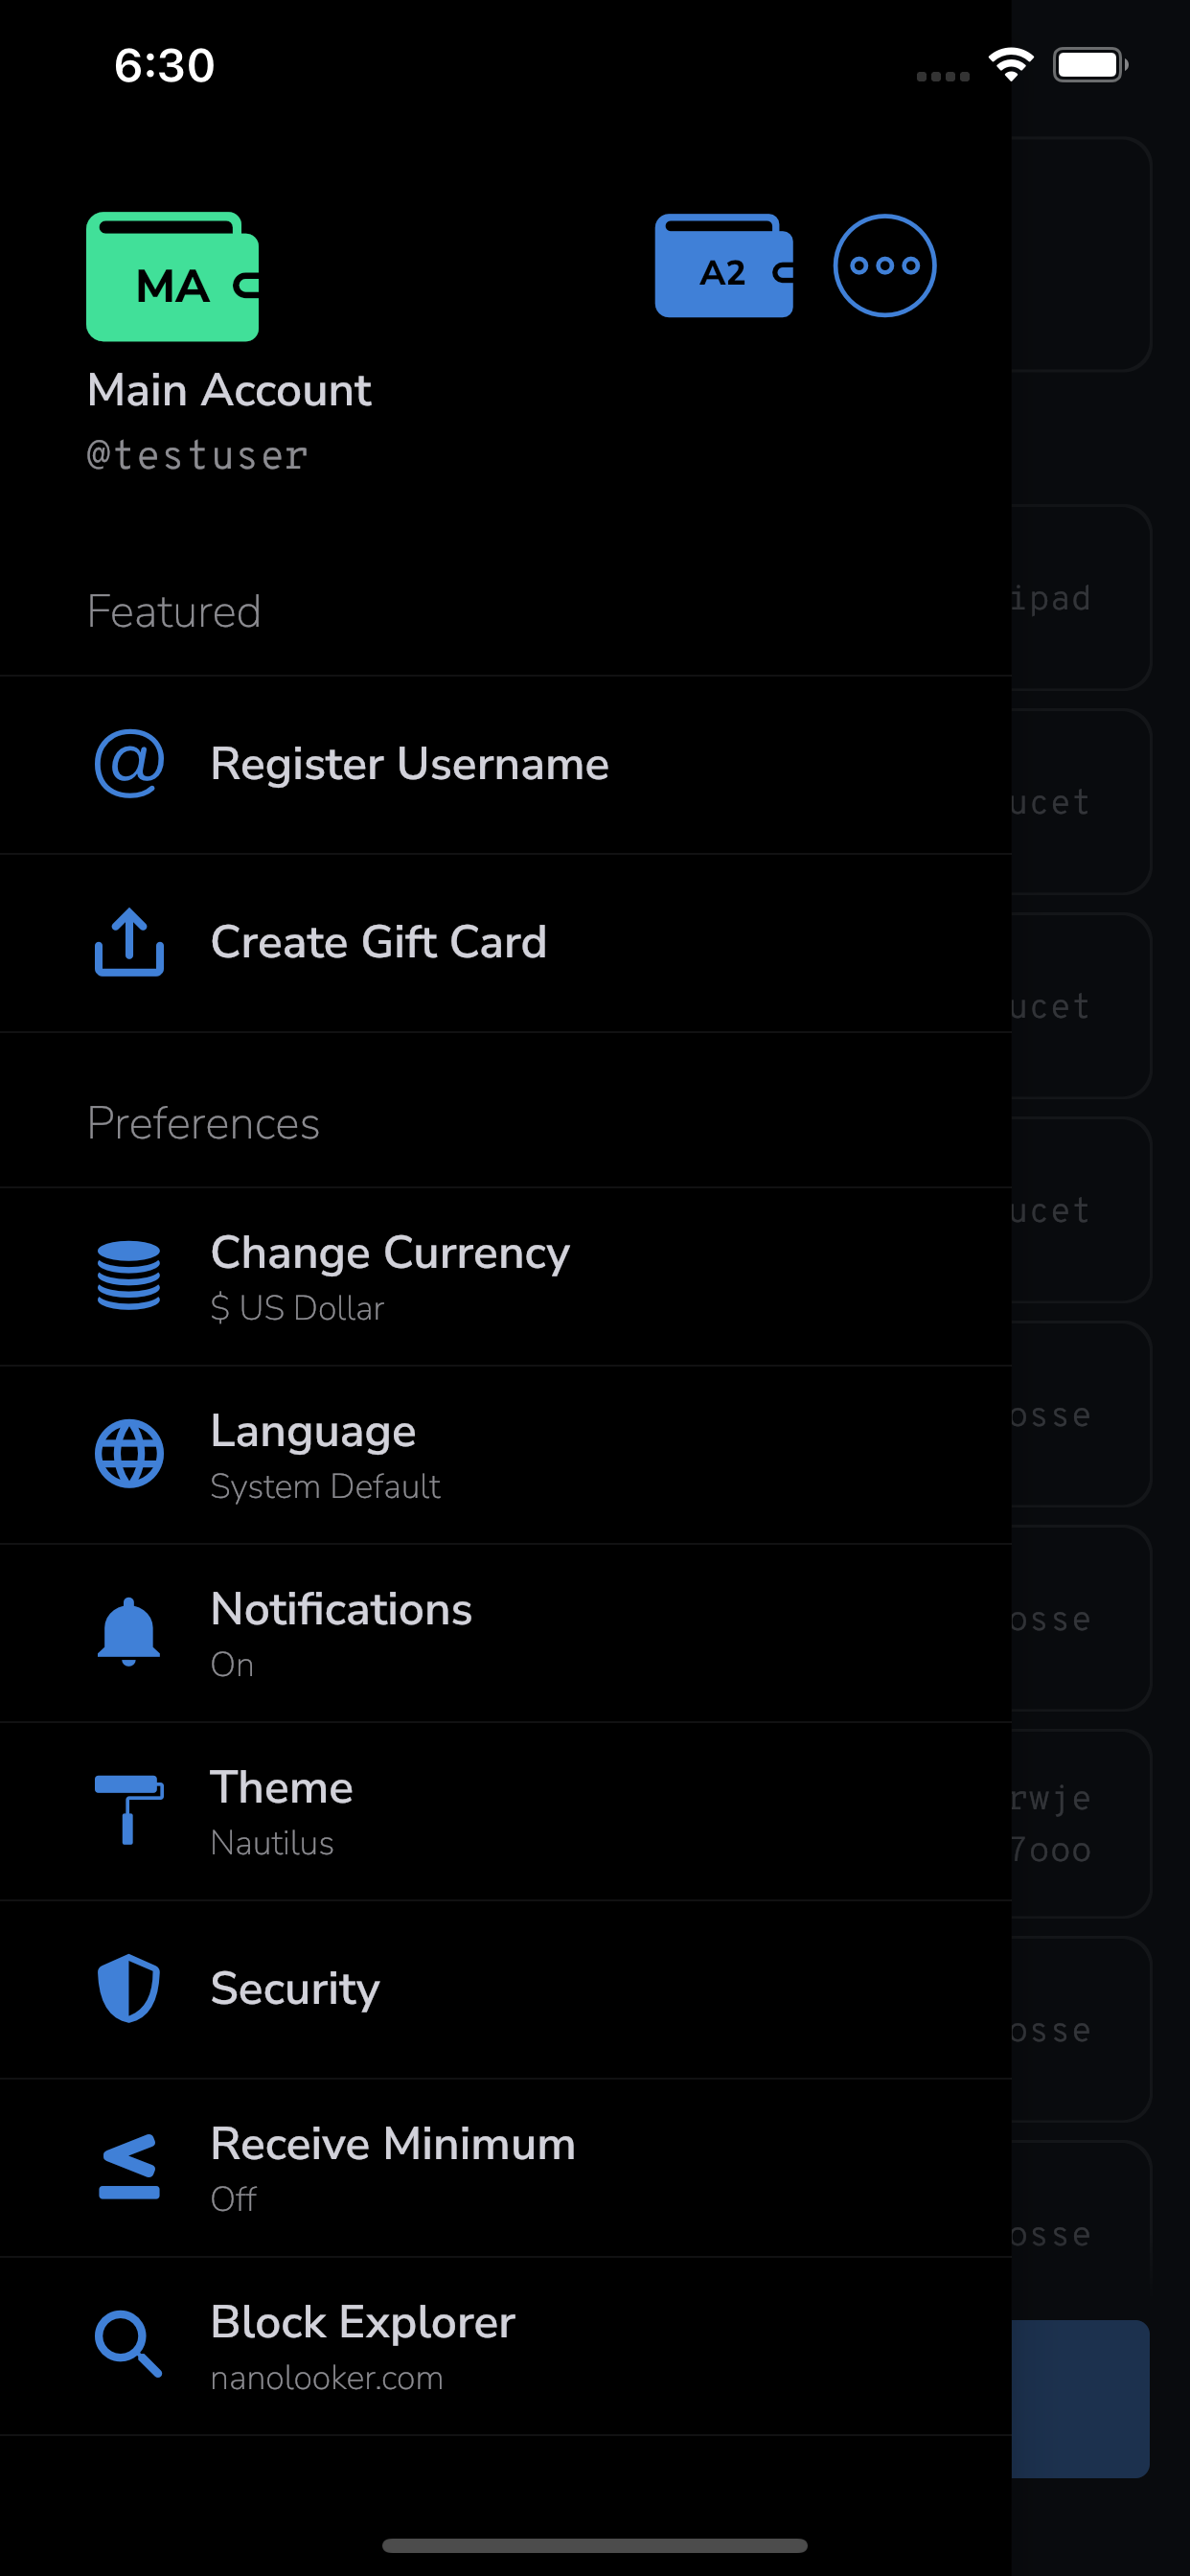 6:30
MA
A2
Main Account
@testuser
Featured
Register Username
Create Gift Card
Preferences
Change Currency
$ US Dollar
Language
System Default
Notifications
On
Theme
Nautilus
Security
Receive Minimum
Off
Block Explorer
nanolooker.com
ipad
ucet
ucet
ucet
osse
osse
rwje
7ooo
osse
osse